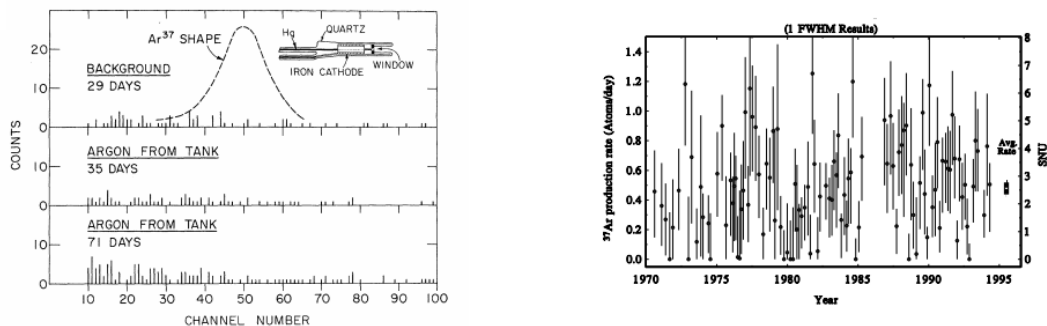 Hg
QUARTZ
Ar37 SHAPE
WINDOW
IRON CATHODE
BACKGROUND
29 DAYS
20
10
0
ARGON FROM TANK
35 DAYS
10
0
ARGON FROM TANK
71 DAYS
10
0
COUNTS
10 20 30 40 50 60 70 80 90 100
CHANNEL NUMBER
(1 FWHM Results)
37Ar production rate (Atoms/day)
1.4
1.2
1.0
0.8
0.6
0.4
0.2
0.0
8
7
6
5
4
3
2
1
0
Avg.
Rate
SNU
1970 1975 1980 1985 1990 1995
Year